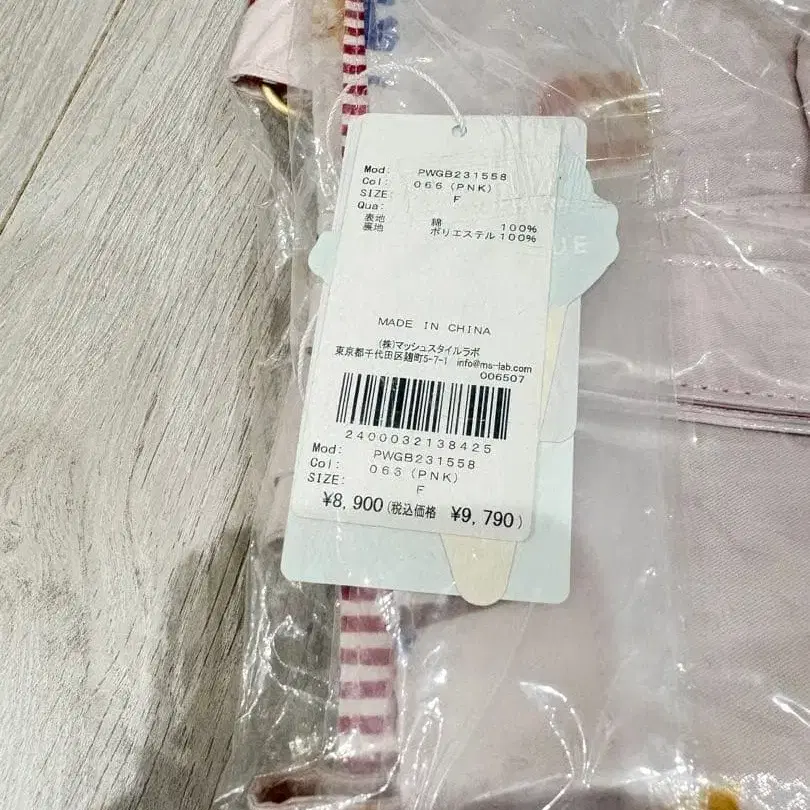 Mod: PWGB231558
Col: 066(PNK)
SIZE: F
Qua:
表地 綿 100%
裏地 ポリエステル 100%
UE
MADE IN CHINA
(株)マッシュスタイルラボ
東京都千代田区麹町5-7-1 info@ms-lab.com
006507
2400032138425
Mod: PWGB231558
Col: 066(PNK)
SIZE: F
¥8,900(税込価格 ¥9,790)